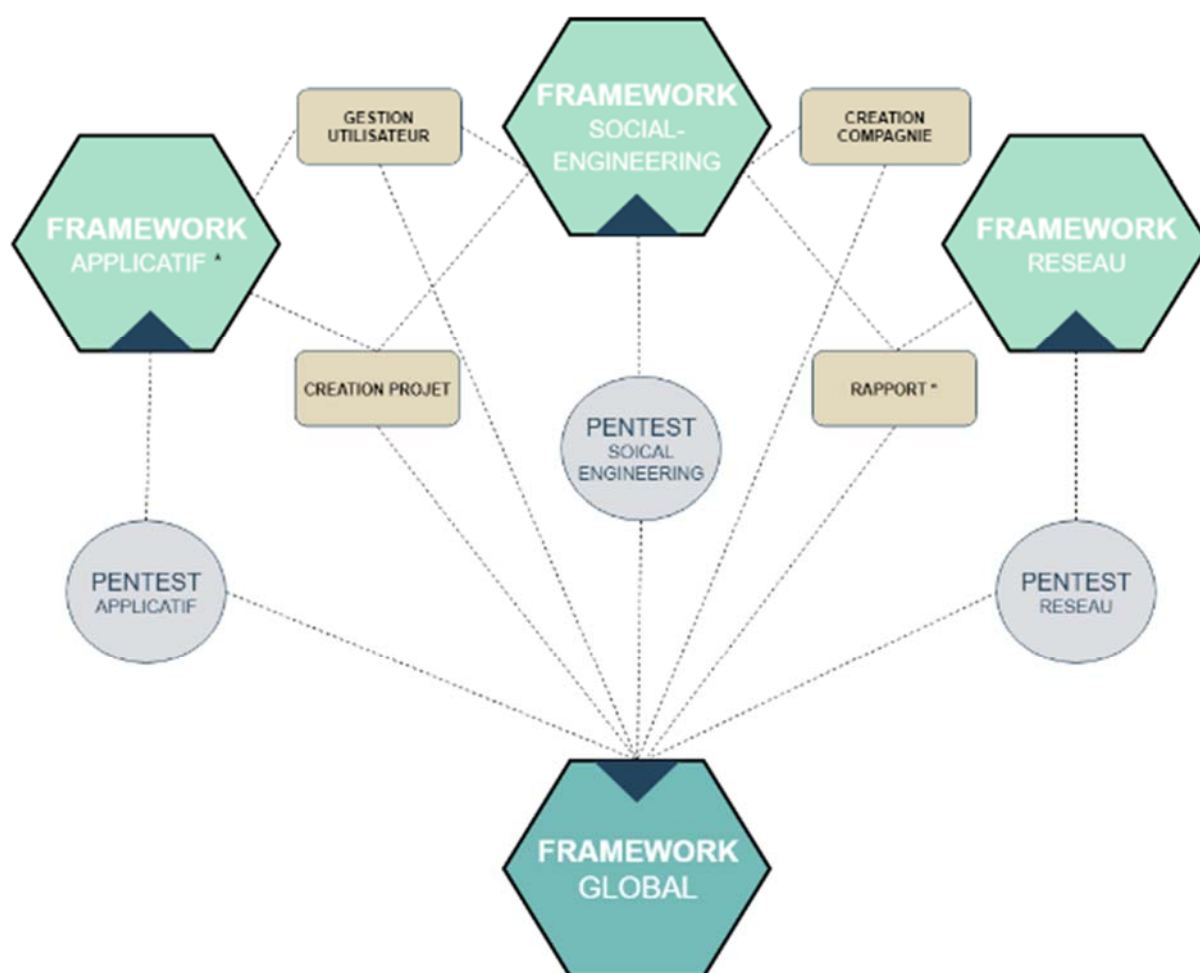 GESTION
UTILISATEUR
FRAMEWORK
SOCIAL-
ENGINEERING
CREATION
COMPAGNIE
FRAMEWORK
APPLICATIF *
FRAMEWORK
RESEAU
CREATION PROJET
RAPPORT *
PENTEST
SOICAL
ENGINEERING
PENTEST
APPLICATIF
PENTEST
RESEAU
FRAMEWORK
GLOBAL